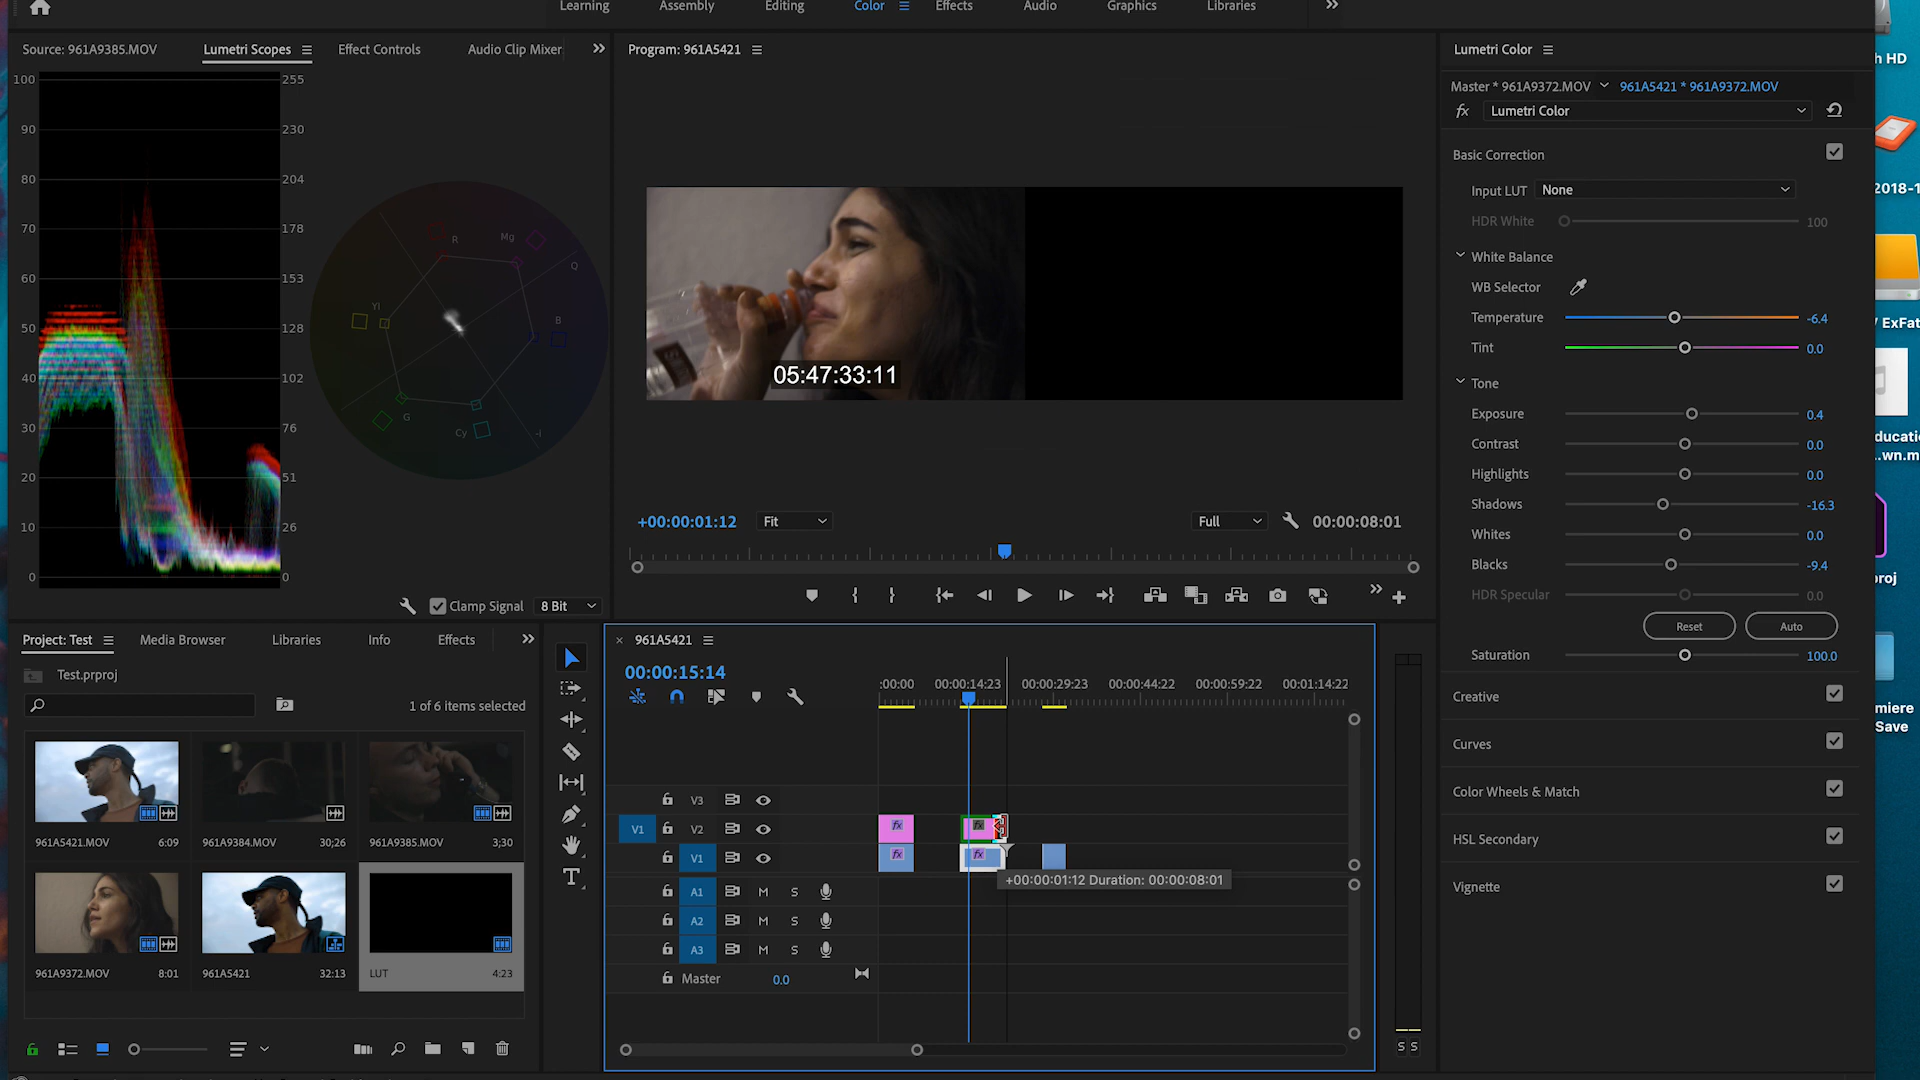 Learning
Assembly
Editing
Color
Effects
Audio
Graphics
Libraries
h HD
Source: 961A9385.MOV
Lumetri Scopes
Effect Controls
Audio Clip Mixer
Program: 961A5421
Lumetri Color
Master * 961A9372.MOV
961A5421 * 961A9372.MOV
fx
Lumetri Color
100
90
80
70
60
50
40
30
20
10
0
255
230
204
178
153
128
102
76
51
26
0
R
Mg
Q
B
Yl
G
Cy
-i
05:47:33:11
Basic Correction
Input LUT
None
HDR White
100
2018-1
White Balance
WB Selector
Temperature
-6.4
/ ExFat
Tint
0.0
Tone
Exposure
0.4
Contrast
0.0
ducatio
...wn.m
Highlights
0.0
Shadows
-16.3
Whites
0.0
Blacks
-9.4
roj
HDR Specular
0.0
Reset
Auto
Saturation
100.0
Creative
Curves
Color Wheels & Match
HSL Secondary
Vignette
miere
Save
+00:00:01:12
Fit
Full
00:00:08:01
Clamp Signal
8 Bit
Project: Test
Media Browser
Libraries
Info
Effects
Test.prproj
1 of 6 items selected
961A5421.MOV
6:09
961A9384.MOV
30;26
961A9385.MOV
3;30
961A9372.MOV
8:01
961A5421
32:13
LUT
4:23
961A5421
00:00:15:14
:00:00
00:00:14:23
00:00:29:23
00:00:44:22
00:00:59:22
00:01:14:22
V3
V1
V2
fx
fx
V1
fx
fx
+00:00:01:12 Duration: 00:00:08:01
A1
M
S
A2
M
S
A3
M
S
Master
0.0
S S